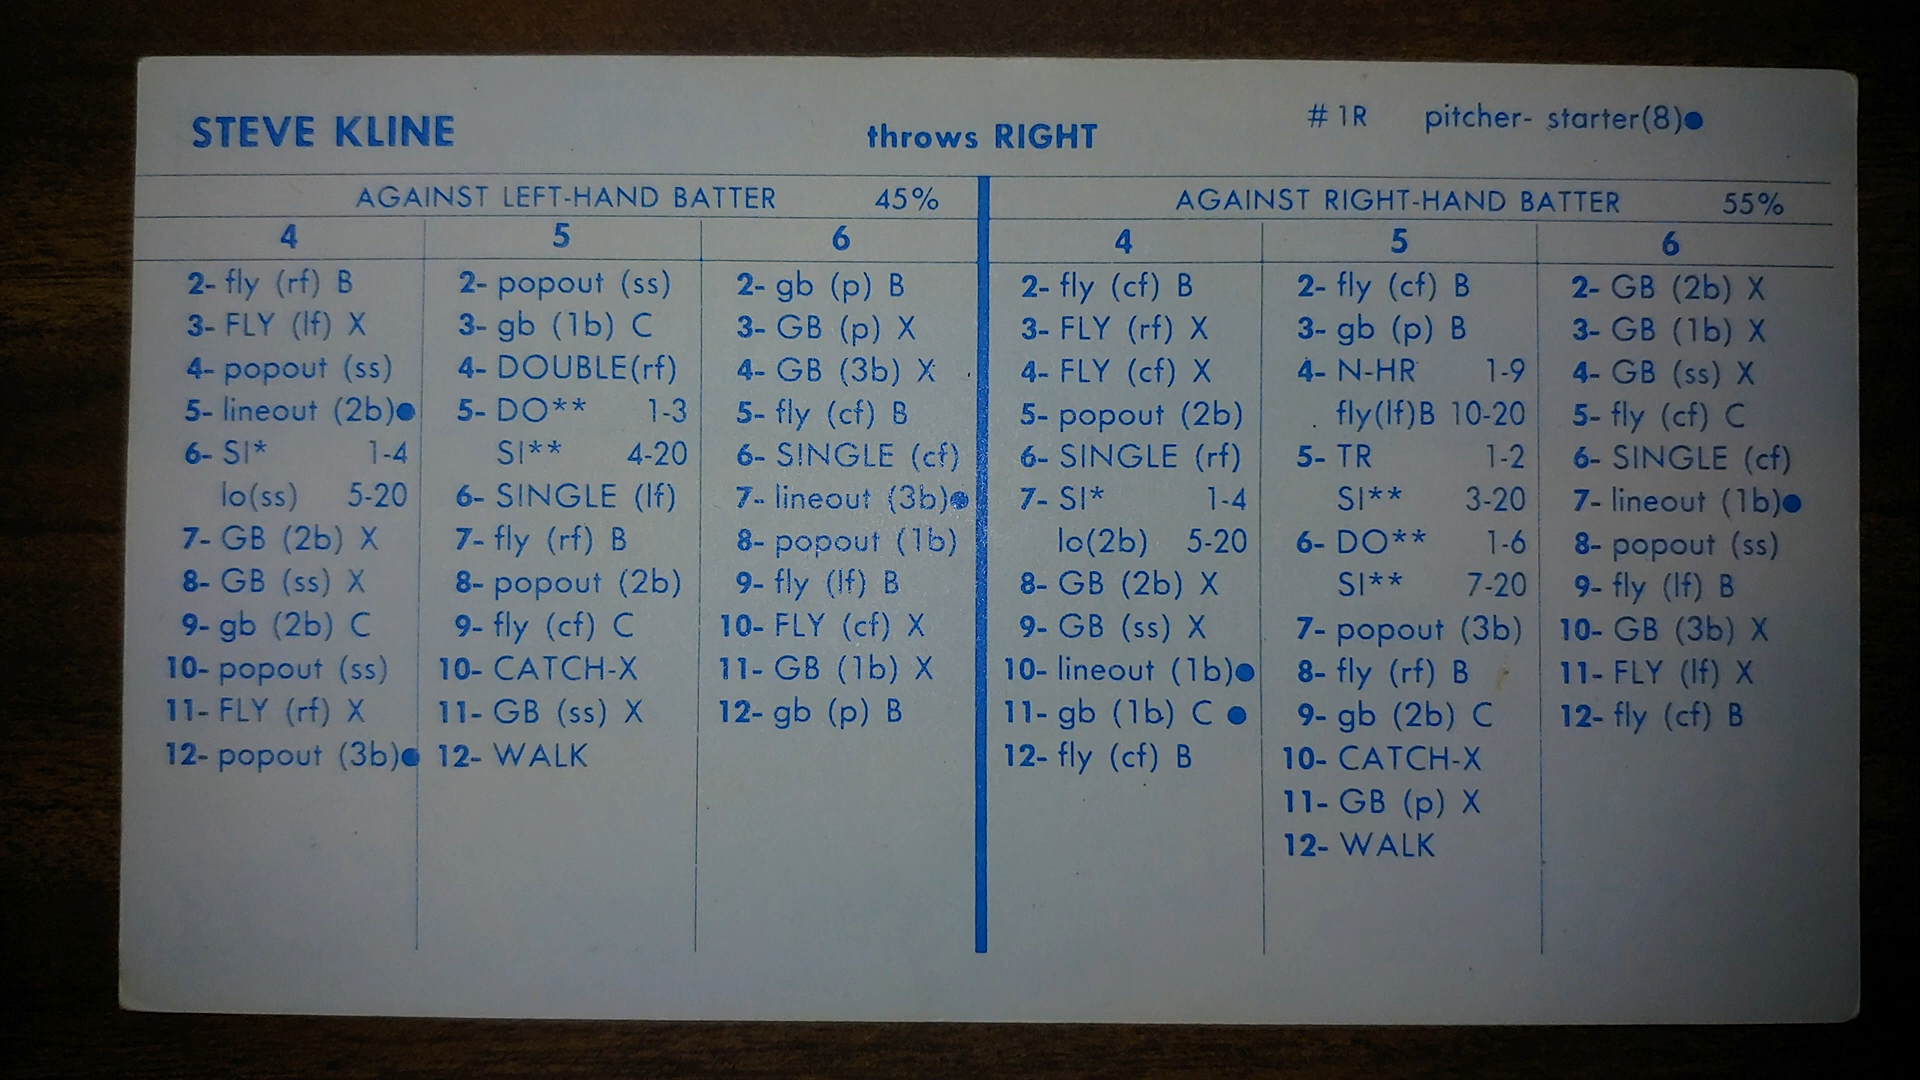 STEVE KLINE throws RIGHT # 1R pitcher- starter(8)●
AGAINST LEFT-HAND BATTER 45%
4
2- fly (rf) B
3- FLY (lf) X
4- popout (ss)
5- lineout (2b)●
6- SI* 1-4
lo(ss) 5-20
7- GB (2b) X
8- GB (ss) X
9- gb (2b) C
10- popout (ss)
11- FLY (rf) X
12- popout (3b)●
5
2- popout (ss)
3- gb (1b) C
4- DOUBLE(rf)
5- DO** 1-3
SI** 4-20
6- SINGLE (lf)
7- fly (rf) B
8- popout (2b)
9- fly (cf) C
10- CATCH-X
11- GB (ss) X
12- WALK
6
2- gb (p) B
3- GB (p) X
4- GB (3b) X
5- fly (cf) B
6- SINGLE (cf)
7- lineout (3b)●
8- popout (1b)
9- fly (lf) B
10- FLY (cf) X
11- GB (1b) X
12- gb (p) B
AGAINST RIGHT-HAND BATTER 55%
4
2- fly (cf) B
3- FLY (rf) X
4- FLY (cf) X
5- popout (2b)
6- SINGLE (rf)
7- SI* 1-4
lo(2b) 5-20
8- GB (2b) X
9- GB (ss) X
10- lineout (1b)●
11- gb (1b) C ●
12- fly (cf) B
5
2- fly (cf) B
3- gb (p) B
4- N-HR 1-9
fly(lf)B 10-20
5- TR 1-2
SI** 3-20
6- DO** 1-6
SI** 7-20
7- popout (3b)
8- fly (rf) B
9- gb (2b) C
10- CATCH-X
11- GB (p) X
12- WALK
6
2- GB (2b) X
3- GB (1b) X
4- GB (ss) X
5- fly (cf) C
6- SINGLE (cf)
7- lineout (1b)●
8- popout (ss)
9- fly (lf) B
10- GB (3b) X
11- FLY (lf) X
12- fly (cf) B